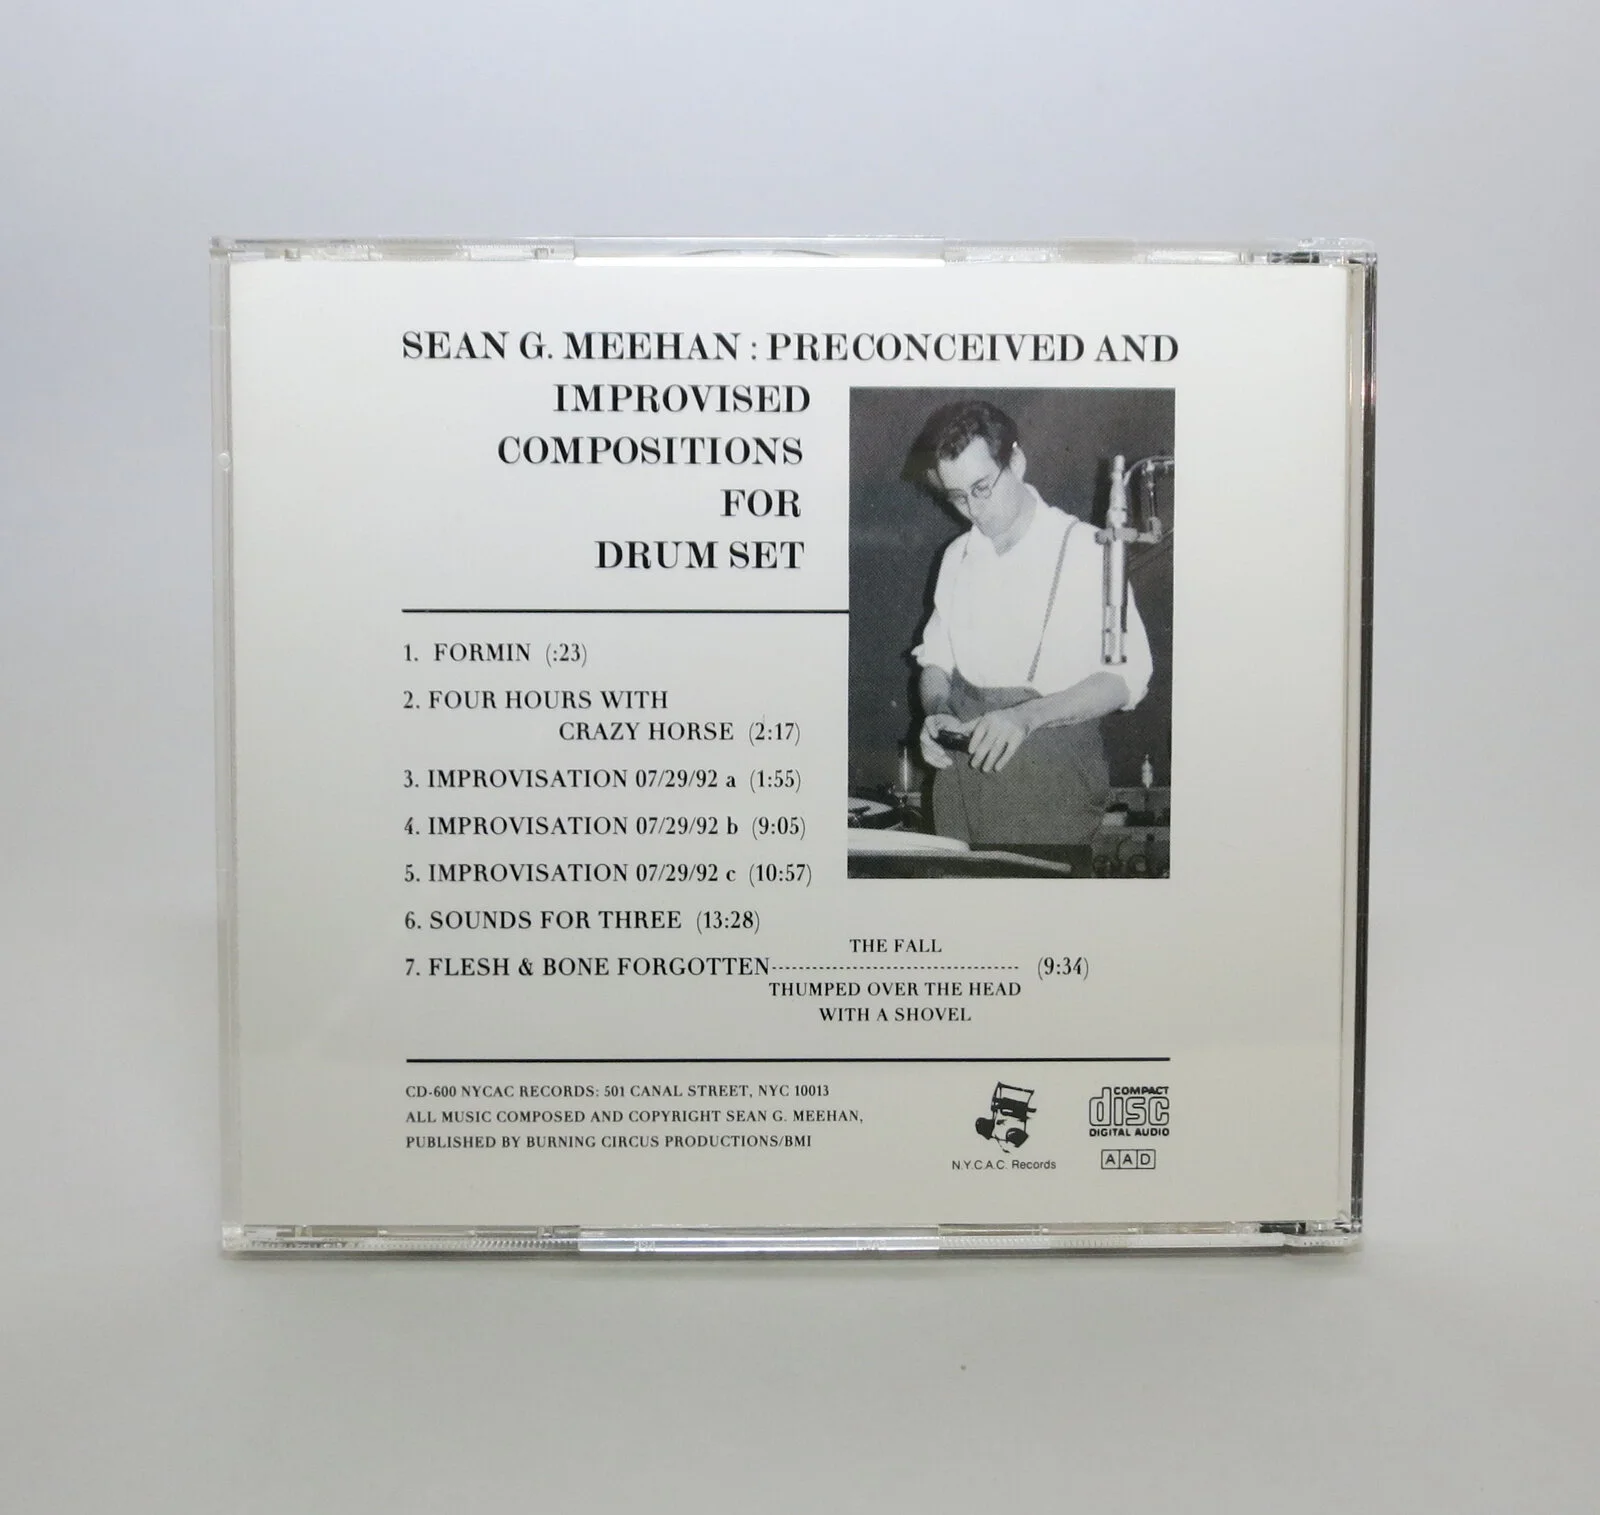 SEAN G. MEEHAN : PRECONCEIVED AND
IMPROVISED
COMPOSITIONS
FOR
DRUM SET
1. FORMIN (:23)
2. FOUR HOURS WITH
CRAZY HORSE (2:17)
3. IMPROVISATION 07/29/92 a (1:55)
4. IMPROVISATION 07/29/92 b (9:05)
5. IMPROVISATION 07/29/92 c (10:57)
6. SOUNDS FOR THREE (13:28)
THE FALL
7. FLESH & BONE FORGOTTEN------------------------------ (9:34)
THUMPED OVER THE HEAD
WITH A SHOVEL
CD-600 NYCAC RECORDS: 501 CANAL STREET, NYC 10013
ALL MUSIC COMPOSED AND COPYRIGHT SEAN G. MEEHAN,
PUBLISHED BY BURNING CIRCUS PRODUCTIONS/BMI
N.Y.C.A.C. Records
COMPACT
disc
DIGITAL AUDIO
A A D